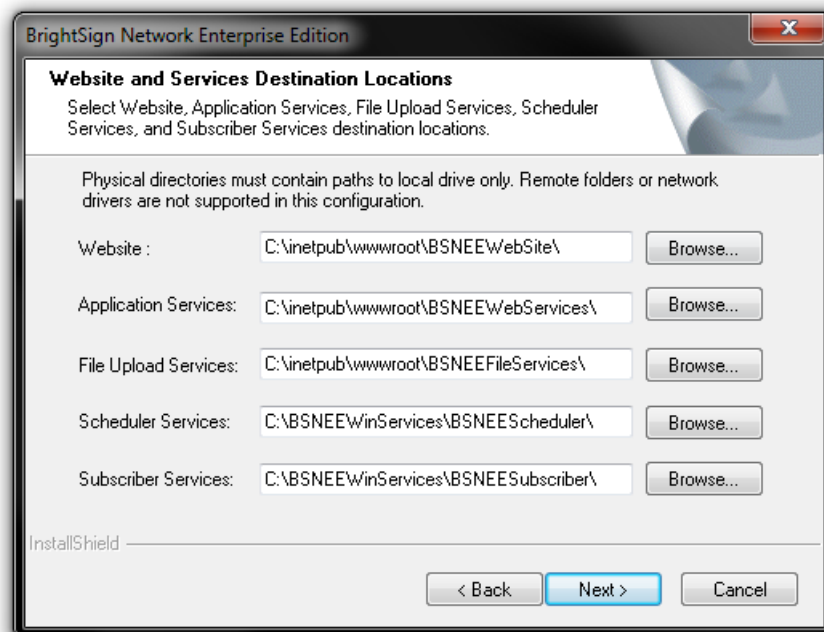 BrightSign Network Enterprise Edition
Website and Services Destination Locations
Select Website, Application Services, File Upload Services, Scheduler
Services, and Subscriber Services destination locations.
Physical directories must contain paths to local drive only. Remote folders or network
drivers are not supported in this configuration.
Website : C:\inetpub\wwwroot\BSNEEWebSite\ Browse...
Application Services: C:\inetpub\wwwroot\BSNEEWebServices\ Browse...
File Upload Services: C:\inetpub\wwwroot\BSNEEFileServices\ Browse...
Scheduler Services: C:\BSNEEWinServices\BSNEEScheduler\ Browse...
Subscriber Services: C:\BSNEEWinServices\BSNEESubscriber\ Browse...
InstallShield
< Back Next > Cancel